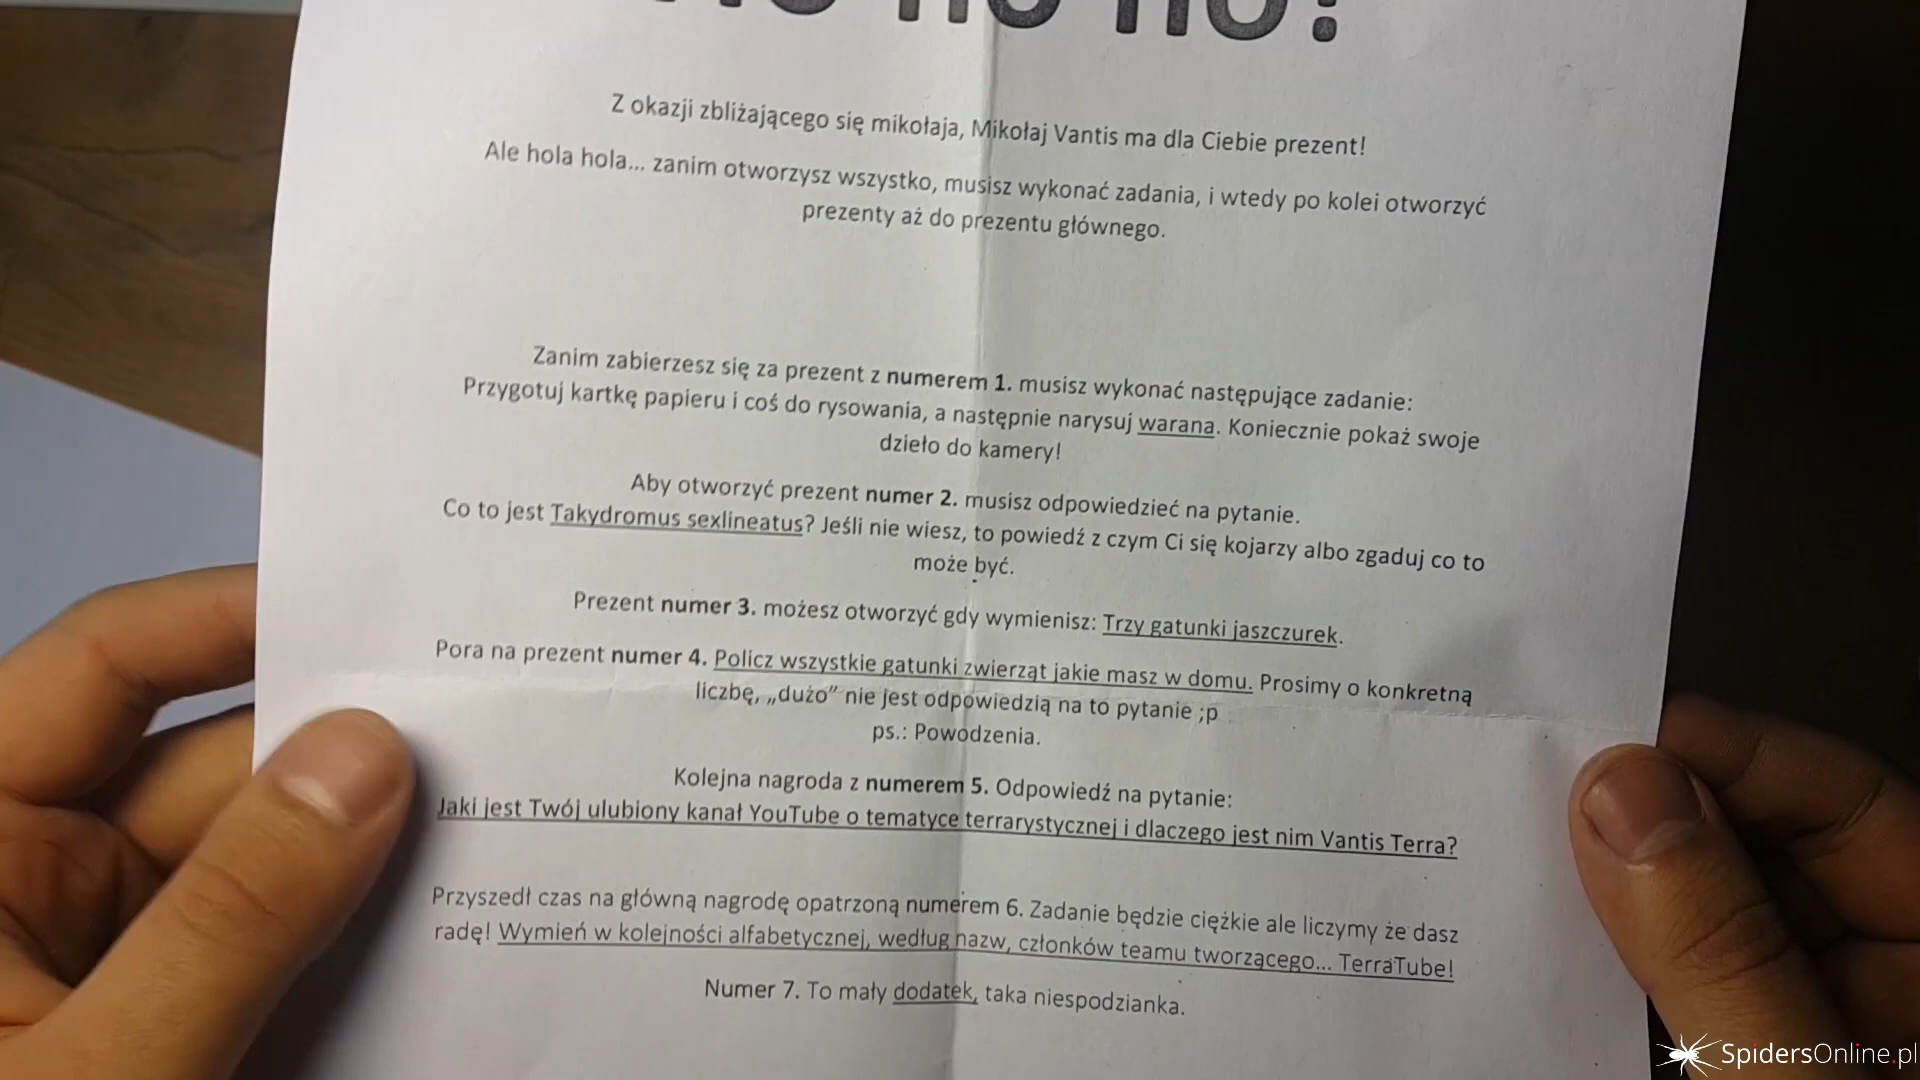 Ho ho ho!
Z okazji zbliżającego się mikołaja, Mikołaj Vantis ma dla Ciebie prezent!
Ale hola hola... zanim otworzysz wszystko, musisz wykonać zadania, i wtedy po kolei otworzyć
prezenty aż do prezentu głównego.
Zanim zabierzesz się za prezent z numerem 1. musisz wykonać następujące zadanie:
Przygotuj kartkę papieru i coś do rysowania, a następnie narysuj warana. Koniecznie pokaż swoje
dzieło do kamery!
Aby otworzyć prezent numer 2. musisz odpowiedzieć na pytanie.
Co to jest Takydromus sexlineatus? Jeśli nie wiesz, to powiedź z czym Ci się kojarzy albo zgaduj co to
może być.
Prezent numer 3. możesz otworzyć gdy wymienisz: Trzy gatunki jaszczurek.
Pora na prezent numer 4. Policz wszystkie gatunki zwierząt jakie masz w domu. Prosimy o konkretną
liczbę, „dużo” nie jest odpowiedzią na to pytanie ;p
ps.: Powodzenia.
Kolejna nagroda z numerem 5. Odpowiedź na pytanie:
Jaki jest Twój ulubiony kanał YouTube o tematyce terrarystycznej i dlaczego jest nim Vantis Terra?
Przyszedł czas na główną nagrodę opatrzoną numerem 6. Zadanie będzie ciężkie ale liczymy że dasz
radę! Wymień w kolejności alfabetycznej, według nazw, członków teamu tworzącego... TerraTube!
Numer 7. To mały dodatek, taka niespodzianka.
SpidersOnline.pl